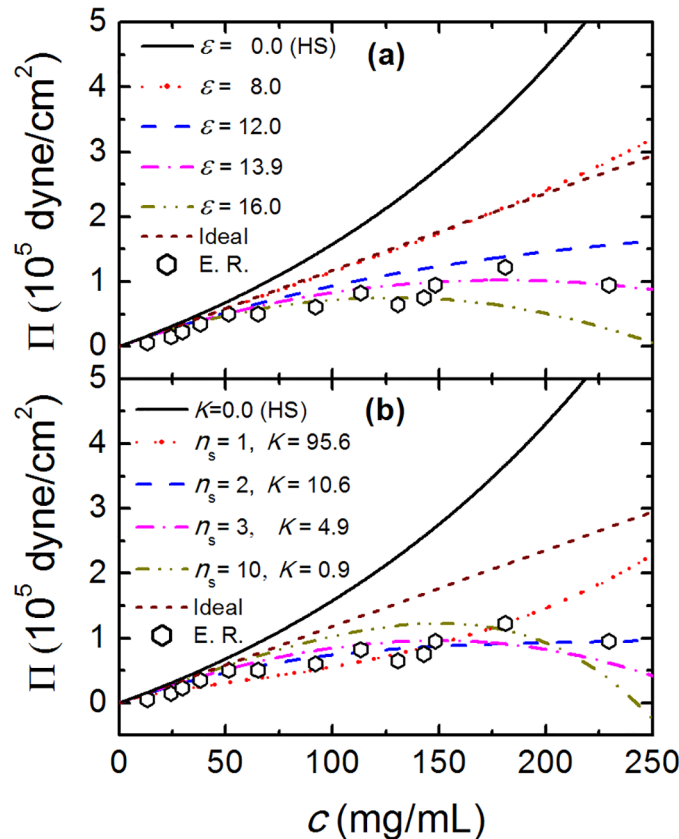 5
4
3
2
1
0
Π (10⁵ dyne/cm²)
(a)
ε = 0.0 (HS)
ε = 8.0
ε = 12.0
ε = 13.9
ε = 16.0
Ideal
E. R.
5
4
3
2
1
0
Π (10⁵ dyne/cm²)
(b)
K=0.0 (HS)
nₛ = 1, K = 95.6
nₛ = 2, K = 10.6
nₛ = 3, K = 4.9
nₛ = 10, K = 0.9
Ideal
E. R.
0 50 100 150 200 250
c (mg/mL)